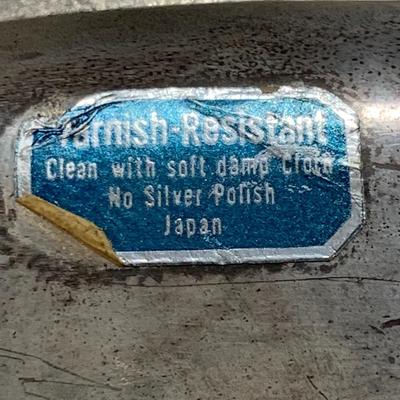 Tarnish-Resistant
Clean with soft damp cloth
No Silver Polish
Japan